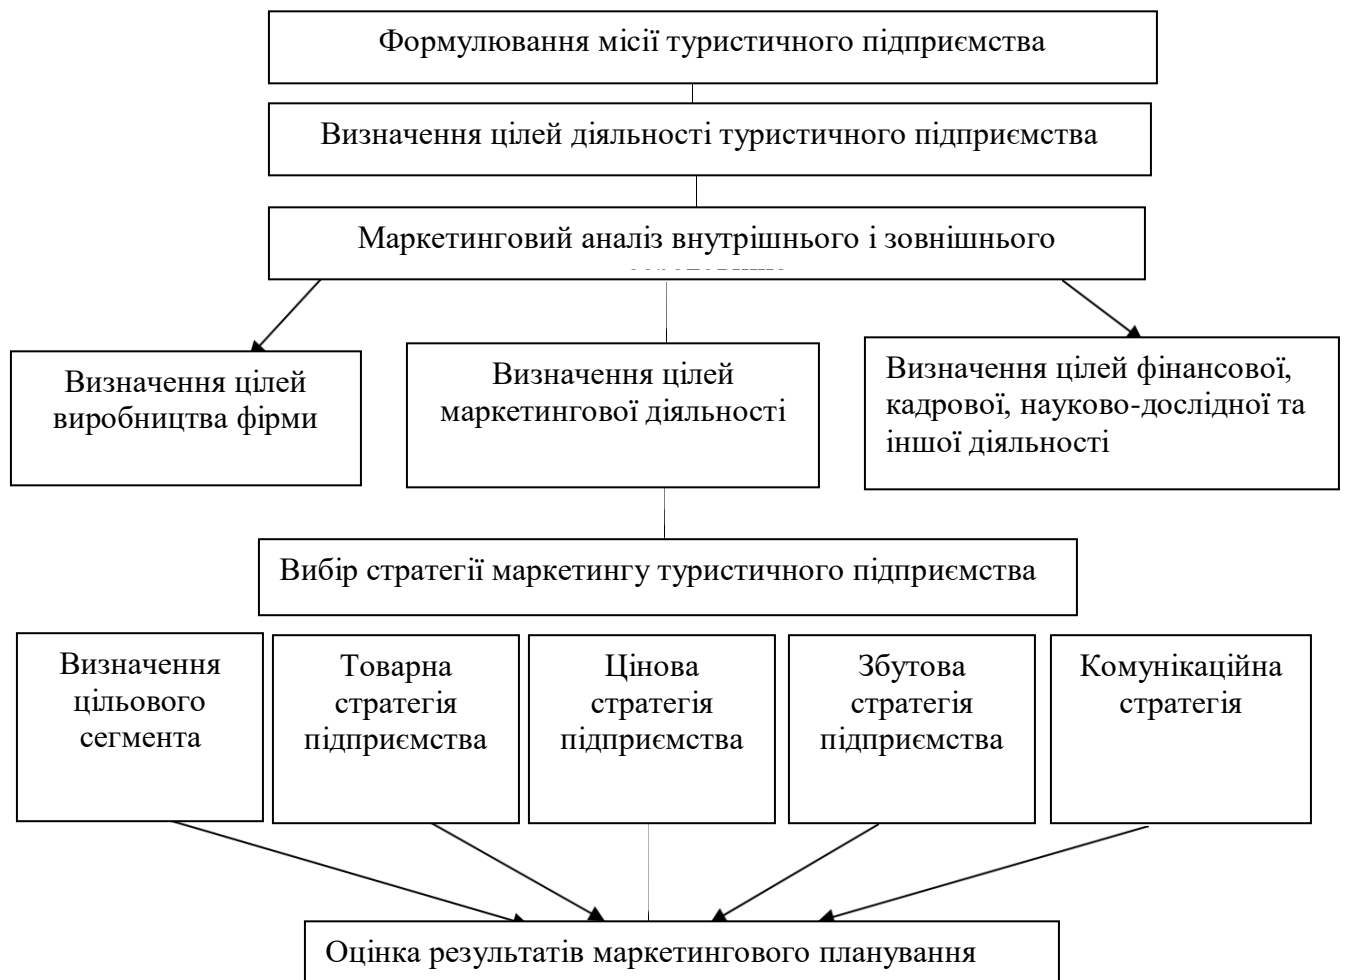 Формулювання місії туристичного підприємства
Визначення цілей діяльності туристичного підприємства
Маркетинговий аналіз внутрішнього і зовнішнього
Визначення цілей
виробництва фірми
Визначення цілей
маркетингової діяльності
Визначення цілей фінансової,
кадрової, науково-дослідної та
іншої діяльності
Вибір стратегії маркетингу туристичного підприємства
Визначення
цільового
сегмента
Товарна
стратегія
підприємства
Цінова
стратегія
підприємства
Збутова
стратегія
підприємства
Комунікаційна
стратегія
Оцінка результатів маркетингового планування